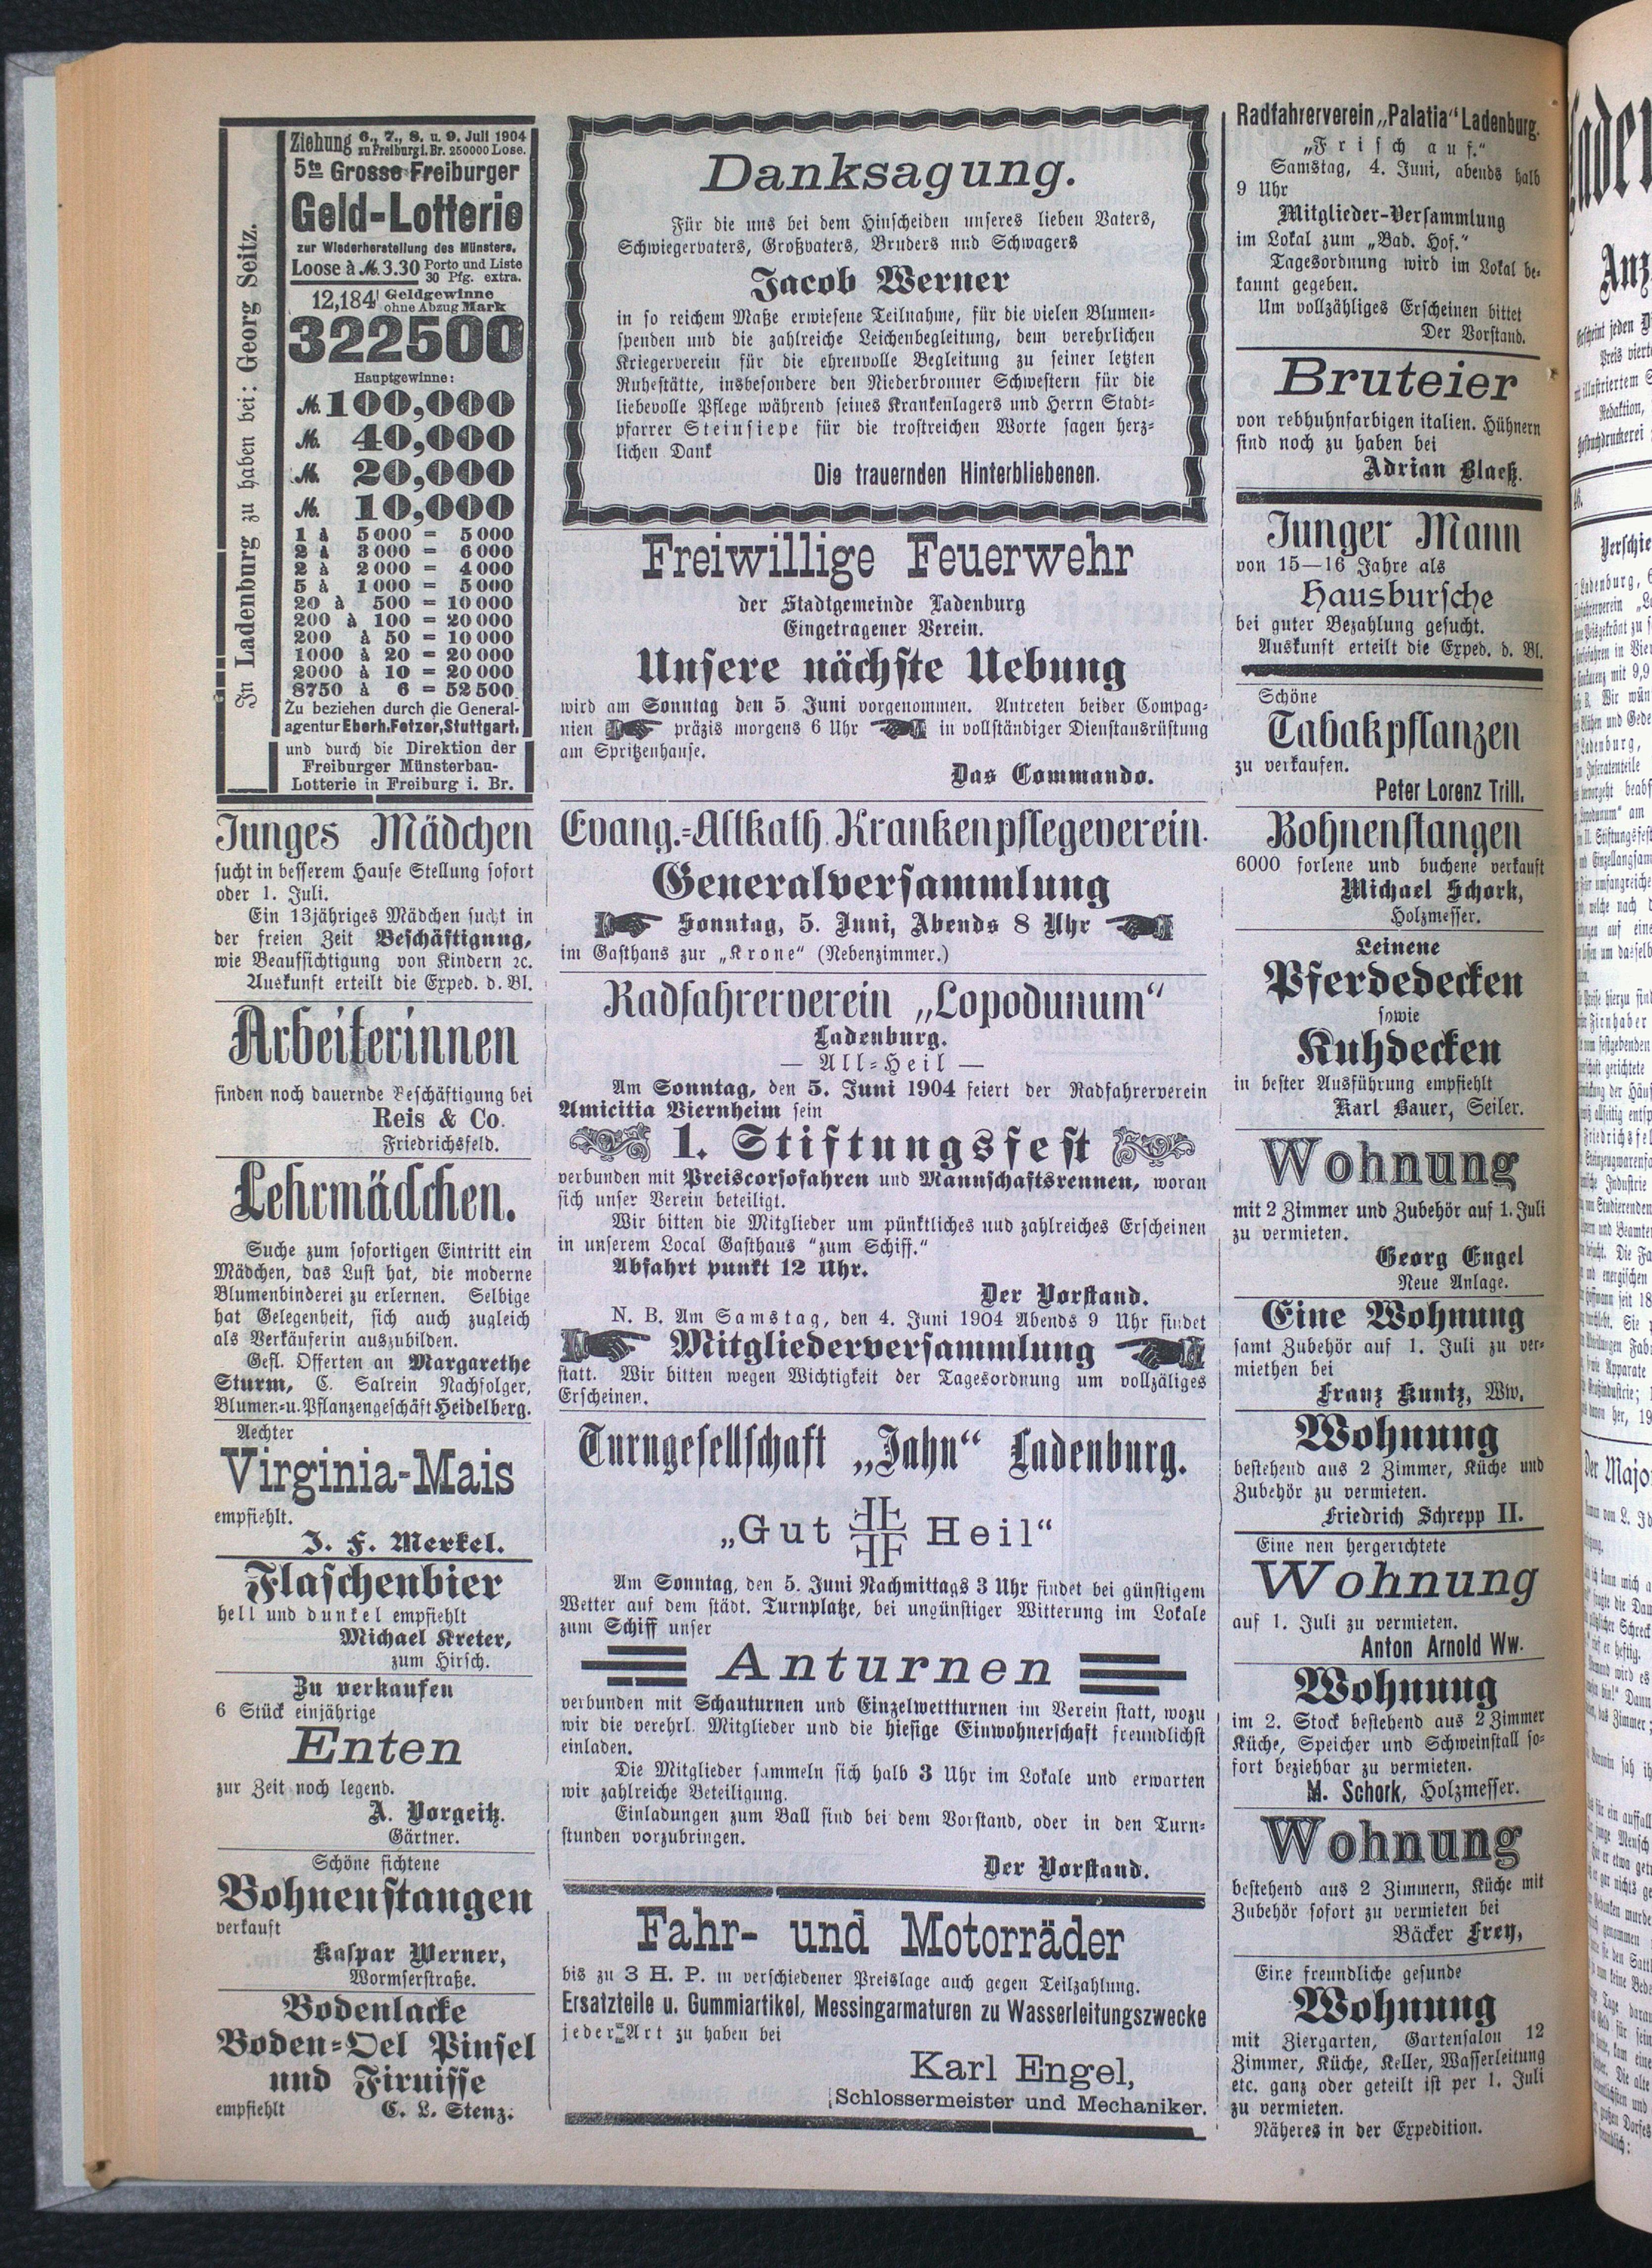 In Ladenburg zu haben bei: Georg Seitz.
Ziehung 6., 7., 8. u. 9. Juli 1904
zu Freiburg i. Br. 250000 Lose.
5te Grosse Freiburger
Geld-Lotterie
zur Wiederherstellung des Münsters.
Loose à M. 3.30 Porto und Liste
30 Pfg. extra.
12,184 Geldgewinne
ohne Abzug Mark
322500
Hauptgewinne:
M. 100,000
M. 40,000
M. 20,000
M. 10,000
1 à 5000 = 5000
2 à 3000 = 6000
2 à 2000 = 4000
5 à 1000 = 5000
20 à 500 = 10000
200 à 100 = 20000
200 à 50 = 10000
1000 à 20 = 20000
2000 à 10 = 20000
8750 à 6 = 52500
Zu beziehen durch die General-
agentur Eberh. Fetzer, Stuttgart.
und durch die Direktion der
Freiburger Münsterbau-
Lotterie in Freiburg i. Br.
Junges Mädchen
sucht in besserem Hause Stellung sofort
oder 1. Juli.
Ein 13jähriges Mädchen sucht in
der freien Zeit Beschäftigung,
wie Beaufsichtigung von Kindern ec.
Auskunft erteilt die Exped. d. Bl.
Arbeiterinnen
finden noch dauernde Beschäftigung bei
Reis & Co.
Friedrichsfeld.
Lehrmädchen.
Suche zum sofortigen Eintritt ein
Mädchen, das Lust hat, die moderne
Blumenbinderei zu erlernen. Selbige
hat Gelegenheit, sich auch zugleich
als Verkäuferin auszubilden.
Gefl. Offerten an Margarethe
Sturm, C. Salrein Nachfolger,
Blumen-u. Pflanzengeschäft Heidelberg.
Aechter
Virginia-Mais
empfiehlt.
J. F. Merkel.
Flaschenbier
hell und dunkel empfiehlt
Michael Kreter,
zum Hirsch.
Zu verkaufen
6 Stück einjährige
Enten
zur Zeit noch legend.
A. Vorgeitz.
Gärtner.
Schöne fichtene
Bohnenstangen
verkauft
Kaspar Werner,
Wormserstraße.
Bodenlacke
Boden-Oel Pinsel
und Firnisse
empfiehlt C. L. Stenz.
Danksagung.
Für die uns bei dem Hinscheiden unseres lieben Vaters,
Schwiegervaters, Großvaters, Bruders und Schwagers
Jacob Werner
in so reichem Maße erwiesene Teilnahme, für die vielen Blumen-
spenden und die zahlreiche Leichenbegleitung, dem verehrlichen
Kriegerverein für die ehrenvolle Begleitung zu seiner letzten
Ruhestätte, insbesondere den Niederbronner Schwestern für die
liebevolle Pflege während seines Krankenlagers und Herrn Stadt-
pfarrer Steinsiepe für die trostreichen Worte sagen herz-
lichen Dank
Die trauernden Hinterbliebenen.
Freiwillige Feuerwehr
der Stadtgemeinde Ladenburg
Eingetragener Verein.
Unsere nächste Uebung
wird am Sonntag den 5 Juni vorgenommen. Antreten beider Compag-
nien präzis morgens 6 Uhr in vollständiger Dienstausrüstung
am Spritzenhause.
Das Commando.
Evang.-Altkath. Krankenpflegeverein.
Generalversammlung
Sonntag, 5. Juni, Abends 8 Uhr
im Gasthaus zur „Krone“ (Nebenzimmer.)
Radfahrerverein „Lopodunum“
Ladenburg.
— All-Heil —
Am Sonntag, den 5. Juni 1904 feiert der Radfahrerverein
Amicitia Viernheim sein
1. Stiftungsfest
verbunden mit Preiscorsofahren und Mannschaftsrennen, woran
sich unser Verein beteiligt.
Wir bitten die Mitglieder um pünktliches und zahlreiches Erscheinen
in unserem Local Gasthaus "zum Schiff."
Abfahrt punkt 12 Uhr.
Der Vorstand.
N. B. Am Samstag, den 4. Juni 1904 Abends 9 Uhr findet
Mitgliederversammlung
statt. Wir bitten wegen Wichtigkeit der Tagesordnung um vollzäliges
Erscheinen.
Turngesellschaft „Jahn“ Ladenburg.
„Gut Heil“
Am Sonntag, den 5. Juni Nachmittags 3 Uhr findet bei günstigem
Wetter auf dem städt. Turnplatze, bei ungünstiger Witterung im Lokale
zum Schiff unser
Anturnen
verbunden mit Schauturnen und Einzelwettturnen im Verein statt, wozu
wir die verehrl. Mitglieder und die hiesige Einwohnerschaft freundlichst
einladen.
Die Mitglieder sammeln sich halb 3 Uhr im Lokale und erwarten
wir zahlreiche Beteiligung.
Einladungen zum Ball sind bei dem Vorstand, oder in den Turn-
stunden vorzubringen.
Der Vorstand.
Fahr- und Motorräder
bis zu 3 H. P. in verschiedener Preislage auch gegen Teilzahlung.
Ersatzteile u. Gummiartikel, Messingarmaturen zu Wasserleitungszwecke
jeder Art zu haben bei
Karl Engel,
Schlossermeister und Mechaniker.
Radfahrerverein „Palatia“ Ladenburg.
„Frisch auf.“
Samstag, 4. Juni, abends halb
9 Uhr
Mitglieder-Versammlung
im Lokal zum „Bad. Hof.“
Tagesordnung wird im Lokal be-
kannt gegeben.
Um vollzähliges Erscheinen bittet
Der Vorstand.
Bruteier
von rebhuhnfarbigen italien. Hühnern
sind noch zu haben bei
Adrian Blaeß.
Junger Mann
von 15—16 Jahre als
Hausbursche
bei guter Bezahlung gesucht.
Auskunft erteilt die Exped. d. Bl.
Schöne
Tabakpflanzen
zu verkaufen.
Peter Lorenz Trill.
Bohnenstangen
6000 forlene und buchene verkauft
Michael Schork,
Holzmesser.
Leinene
Pferdedecken
sowie
Kuhdecken
in bester Ausführung empfiehlt
Karl Bauer, Seiler.
Wohnung
mit 2 Zimmer und Zubehör auf 1. Juli
zu vermieten.
Georg Engel
Neue Anlage.
Eine Wohnung
samt Zubehör auf 1. Juli zu ver-
miethen bei
Franz Kuntz, Ww.
Wohnung
bestehend aus 2 Zimmer, Küche und
Zubehör zu vermieten.
Friedrich Schrepp II.
Eine neu hergerichtete
Wohnung
auf 1. Juli zu vermieten.
Anton Arnold Ww.
Wohnung
im 2. Stock bestehend aus 2 Zimmer
Küche, Speicher und Schweinstall so-
fort beziehbar zu vermieten.
M. Schork, Holzmesser.
Wohnung
bestehend aus 2 Zimmern, Küche mit
Zubehör sofort zu vermieten bei
Bäcker Frey,
Eine freundliche gesunde
Wohnung
mit Ziergarten, Gartensalon 12
Zimmer, Küche, Keller, Wasserleitung
etc. ganz oder geteilt ist per 1. Juli
zu vermieten.
Näheres in der Expedition.